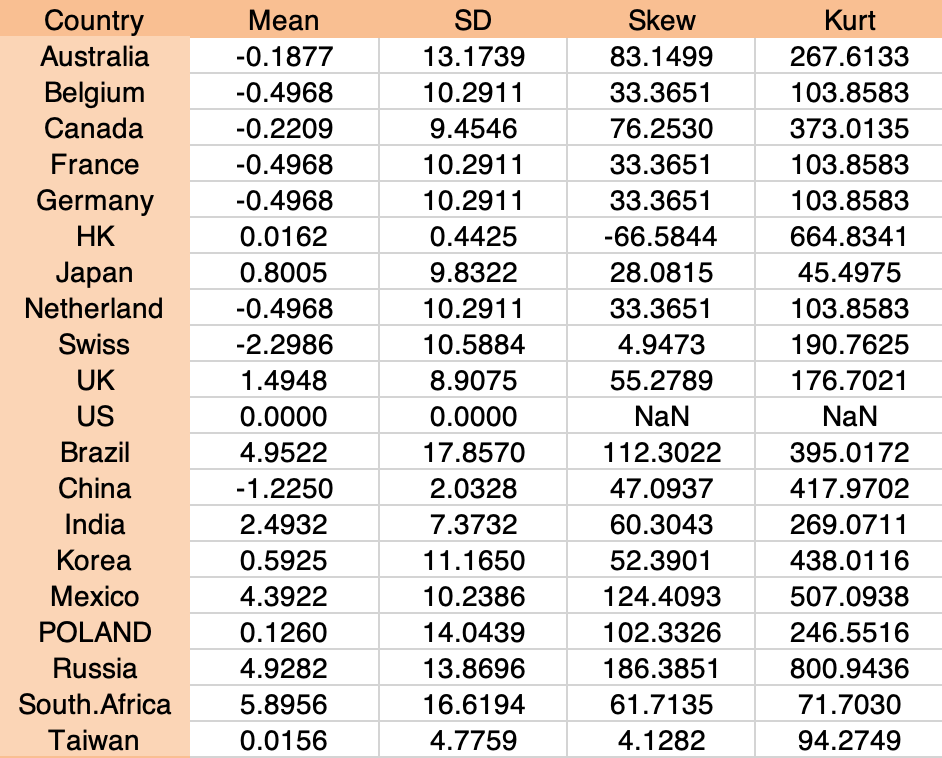 Country Mean SD Skew Kurt
Australia -0.1877 13.1739 83.1499 267.6133
Belgium -0.4968 10.2911 33.3651 103.8583
Canada -0.2209 9.4546 76.2530 373.0135
France -0.4968 10.2911 33.3651 103.8583
Germany -0.4968 10.2911 33.3651 103.8583
HK 0.0162 0.4425 -66.5844 664.8341
Japan 0.8005 9.8322 28.0815 45.4975
Netherland -0.4968 10.2911 33.3651 103.8583
Swiss -2.2986 10.5884 4.9473 190.7625
UK 1.4948 8.9075 55.2789 176.7021
US 0.0000 0.0000 NaN NaN
Brazil 4.9522 17.8570 112.3022 395.0172
China -1.2250 2.0328 47.0937 417.9702
India 2.4932 7.3732 60.3043 269.0711
Korea 0.5925 11.1650 52.3901 438.0116
Mexico 4.3922 10.2386 124.4093 507.0938
POLAND 0.1260 14.0439 102.3326 246.5516
Russia 4.9282 13.8696 186.3851 800.9436
South.Africa 5.8956 16.6194 61.7135 71.7030
Taiwan 0.0156 4.7759 4.1282 94.2749